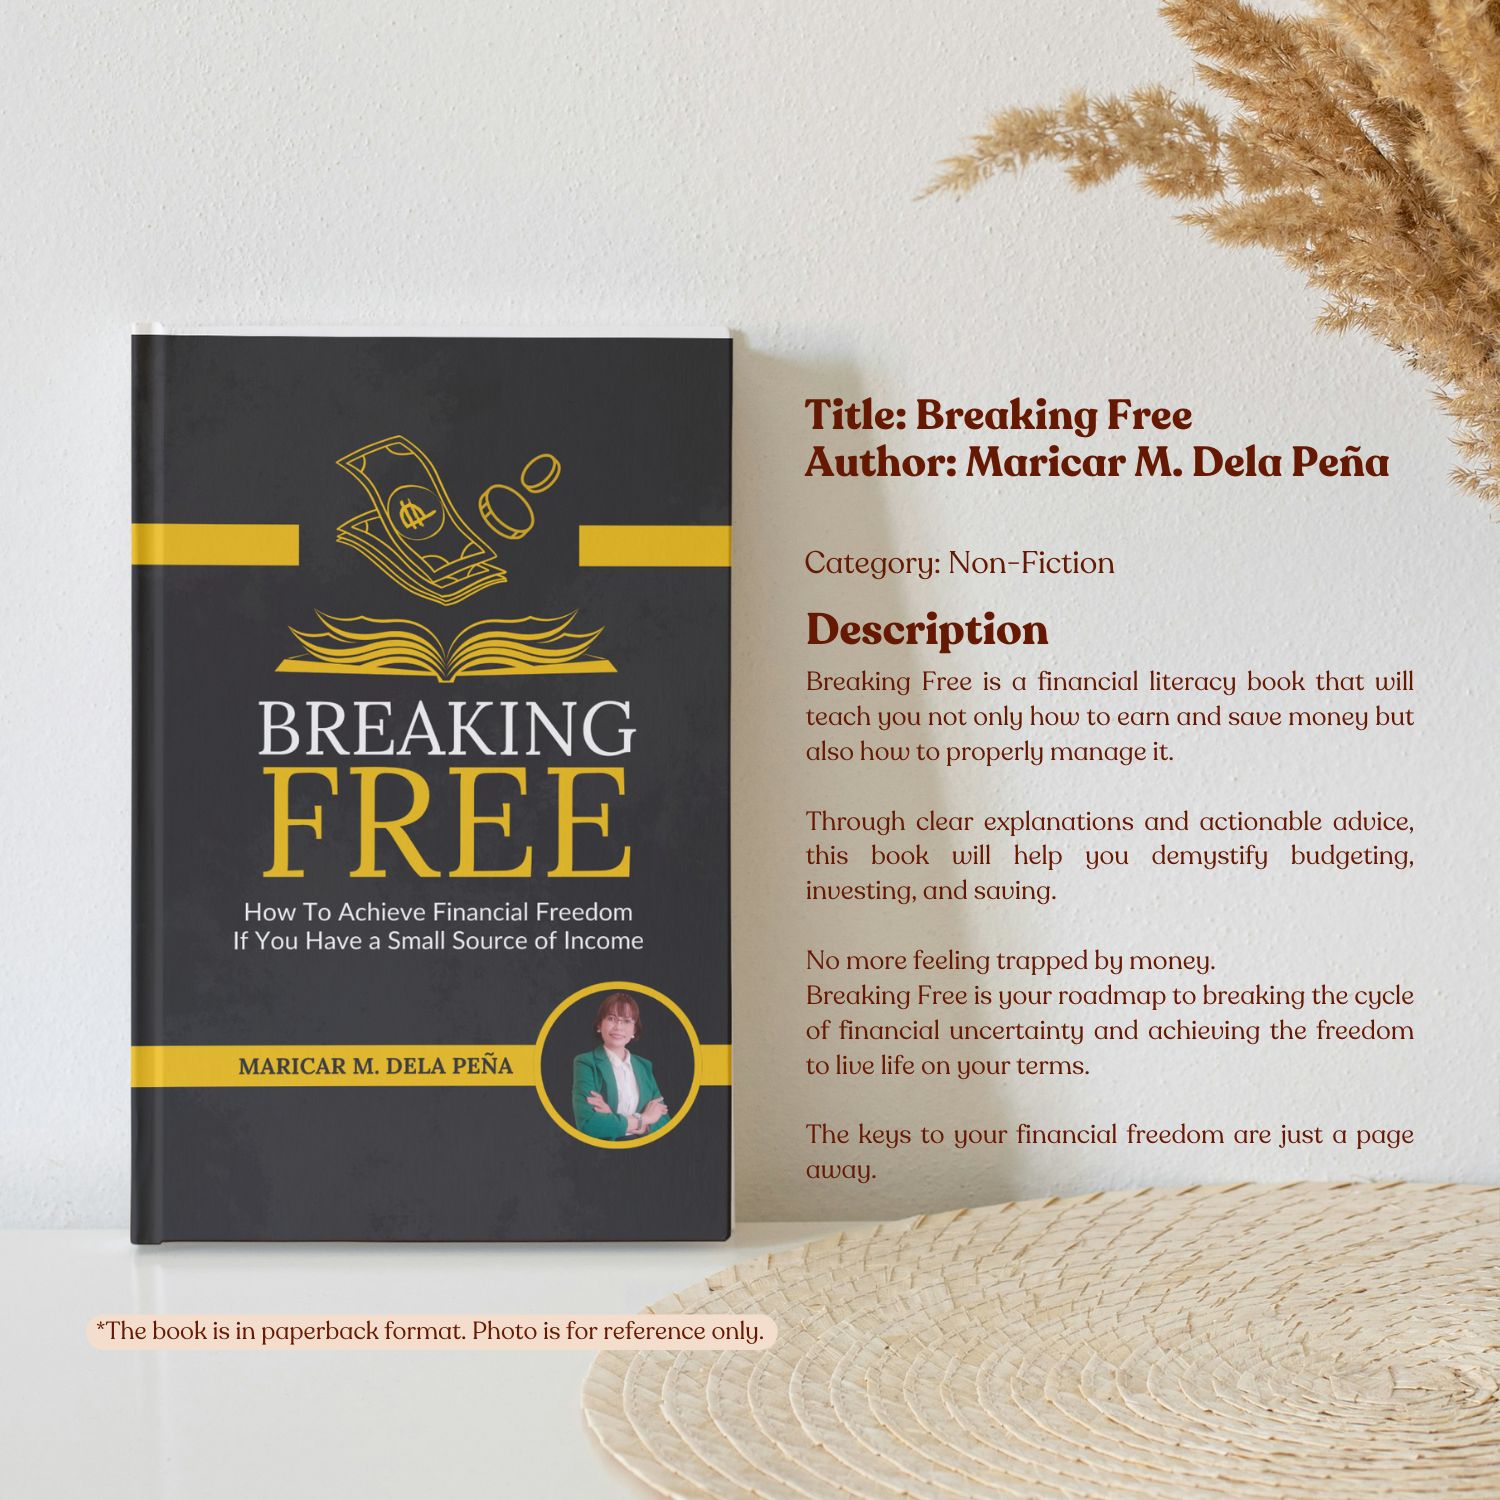 BREAKING
FREE
How To Achieve Financial Freedom
If You Have a Small Source of Income
MARICAR M. DELA PEÑA
Title: Breaking Free
Author: Maricar M. Dela Peña
Category: Non-Fiction
Description
Breaking Free is a financial literacy book that will
teach you not only how to earn and save money but
also how to properly manage it.
Through clear explanations and actionable advice,
this book will help you demystify budgeting,
investing, and saving.
No more feeling trapped by money.
Breaking Free is your roadmap to breaking the cycle
of financial uncertainty and achieving the freedom
to live life on your terms.
The keys to your financial freedom are just a page
away.
*The book is in paperback format. Photo is for reference only.